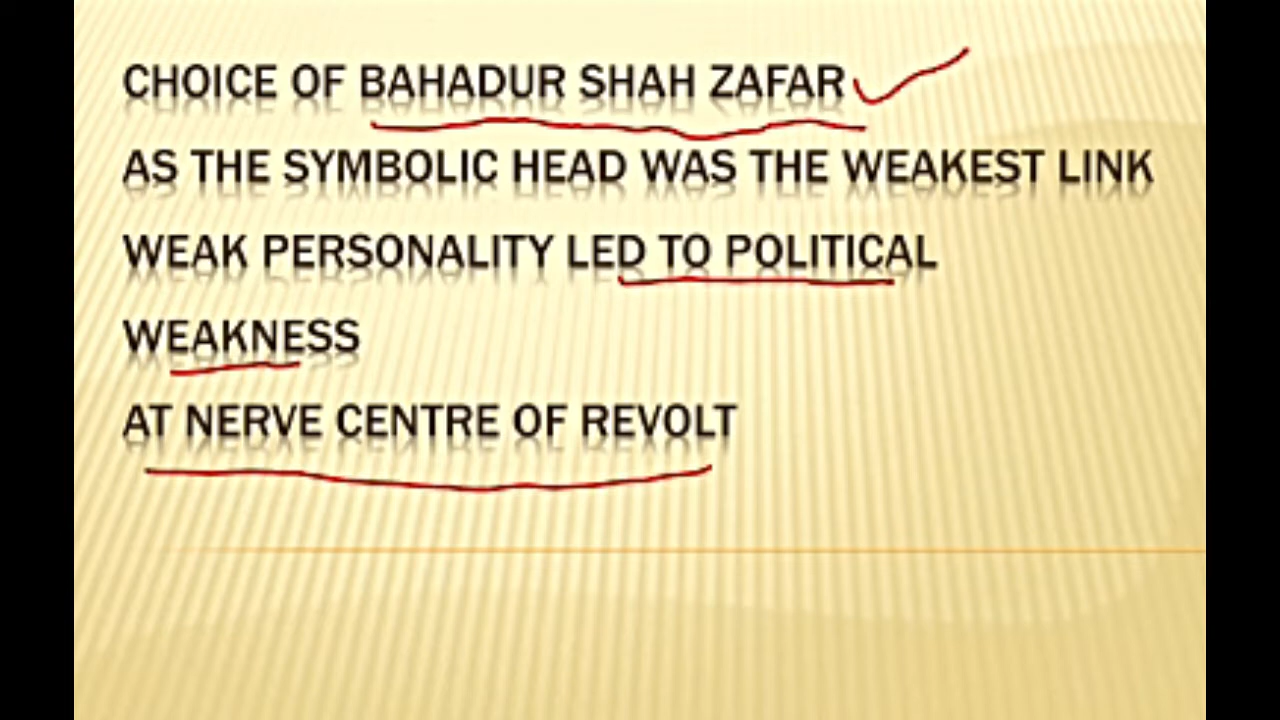 CHOICE OF BAHADUR SHAH ZAFAR
AS THE SYMBOLIC HEAD WAS THE WEAKEST LINK
WEAK PERSONALITY LED TO POLITICAL
WEAKNESS
AT NERVE CENTRE OF REVOLT